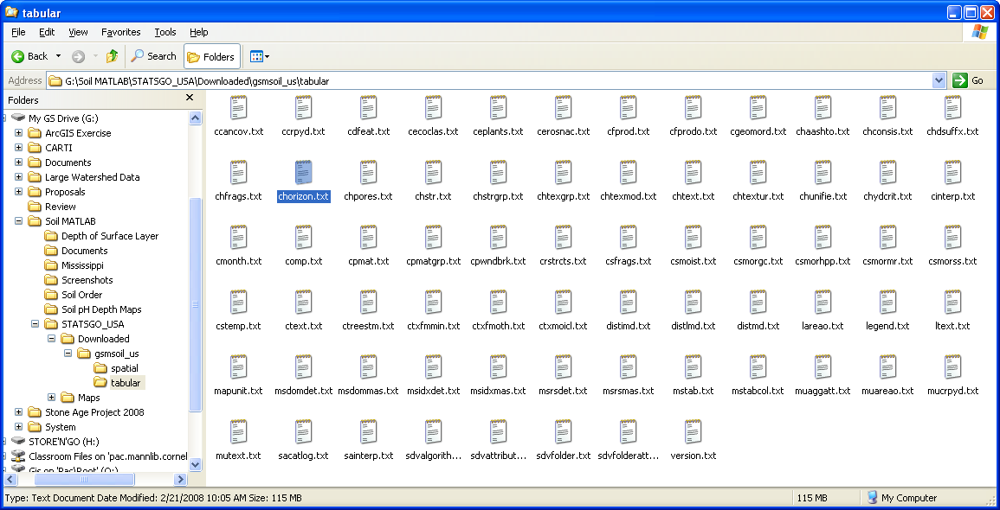 tabular
File Edit View Favorites Tools Help
Back Search Folders
Address G:\Soil MATLAB\STATSGO_USA\Downloaded\gsmsoil_us\tabular Go
Folders
My GS Drive (G:)
ArcGIS Exercise
CARTI
Documents
Large Watershed Data
Proposals
Review
Soil MATLAB
Depth of Surface Layer
Documents
Mississippi
Screenshots
Soil Order
Soil pH Depth Maps
STATSGO_USA
Downloaded
gsmsoil_us
spatial
tabular
Maps
Stone Age Project 2008
System
STORE'N'GO (H:)
Classroom Files on 'pac.mannlib.cornel
Gis on 'Pac\Root' (O:)
ccancov.txt ccrpyd.txt cdfeat.txt cecoclas.txt ceplants.txt cerosnac.txt cfprod.txt cfprodo.txt cgeomord.txt chaashto.txt chconsis.txt chdsuffx.txt
chfrags.txt chorizon.txt chpores.txt chstr.txt chstrgrp.txt chtexgrp.txt chtexmod.txt chtext.txt chtextur.txt chunifie.txt chydcrit.txt cinterp.txt
cmonth.txt comp.txt cpmat.txt cpmatgrp.txt cpwndbrk.txt crstrcts.txt csfrags.txt csmoist.txt csmorgc.txt csmorhpp.txt csmormr.txt csmorss.txt
cstemp.txt ctext.txt ctreestm.txt ctxfmmin.txt ctxfmoth.txt ctxmoicl.txt distimd.txt distlmd.txt distmd.txt lareao.txt legend.txt ltext.txt
mapunit.txt msdomdet.txt msdommas.txt msidxdet.txt msidxmas.txt msrsdet.txt msrsmas.txt mstab.txt mstabcol.txt muaggatt.txt muareao.txt mucrpyd.txt
mutext.txt sacatlog.txt sainterp.txt sdvalgorith... sdvattribut... sdvfolder.txt sdvfolderatt... version.txt
Type: Text Document Date Modified: 2/21/2008 10:05 AM Size: 115 MB 115 MB My Computer